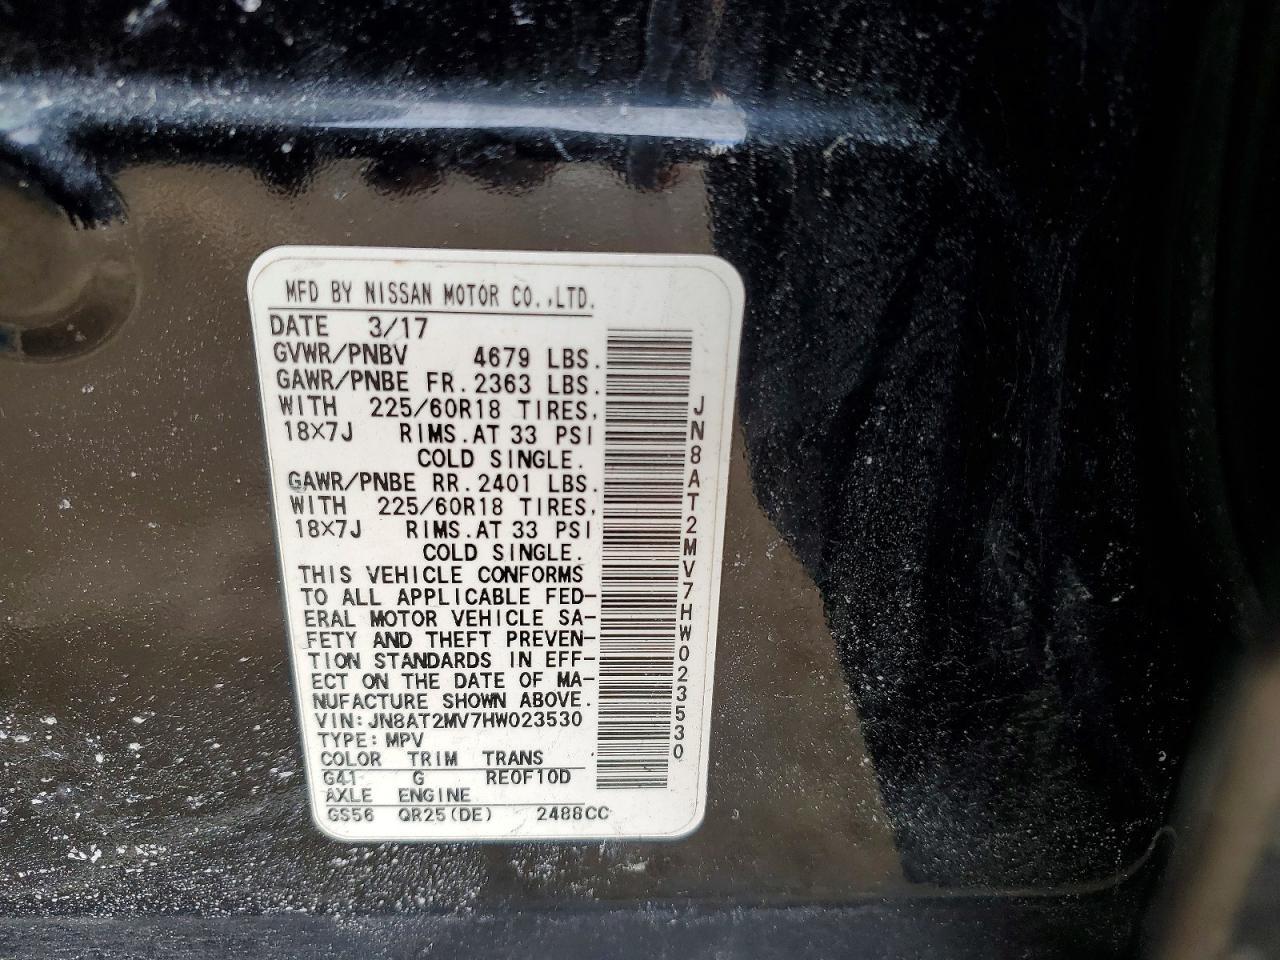 MFD BY NISSAN MOTOR CO.,LTD.
DATE 3/17
GVWR/PNBV 4679 LBS.
GAWR/PNBE FR.2363 LBS.
WITH 225/60R18 TIRES.
18X7J RIMS.AT 33 PSI
COLD SINGLE.
GAWR/PNBE RR.2401 LBS.
WITH 225/60R18 TIRES.
18X7J RIMS.AT 33 PSI
COLD SINGLE.
THIS VEHICLE CONFORMS
TO ALL APPLICABLE FED-
ERAL MOTOR VEHICLE SA-
FETY AND THEFT PREVEN-
TION STANDARDS IN EFF-
ECT ON THE DATE OF MA-
NUFACTURE SHOWN ABOVE.
VIN:JN8AT2MV7HW023530
TYPE:MPV
COLOR TRIM TRANS
G41 G RE0F10D
AXLE ENGINE
GS56 QR25(DE) 2488CC
JN8AT2MV7HW023530